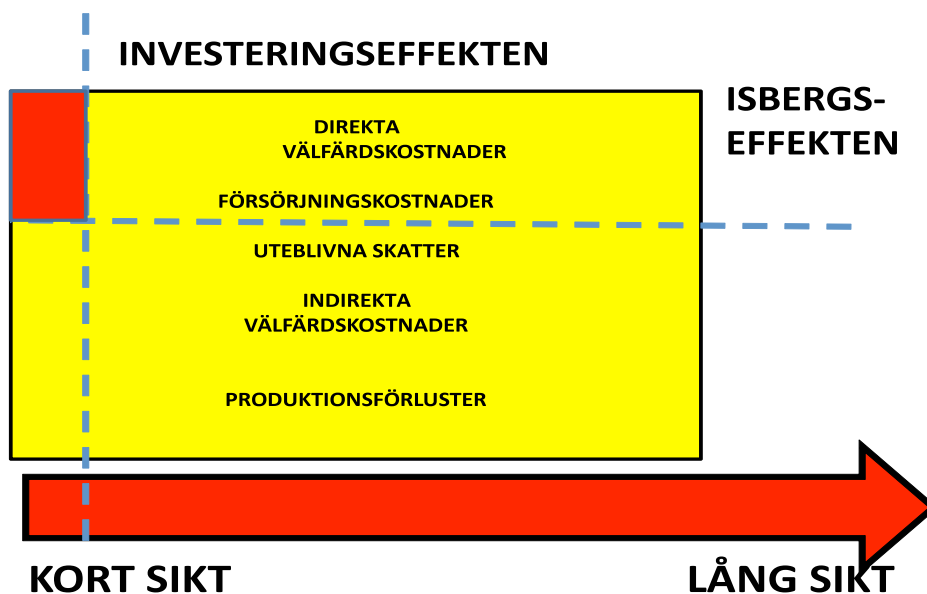 INVESTERINGSEFFEKTEN
ISBERGS-
EFFEKTEN
DIREKTA
VÄLFÄRDSKOSTNADER
FÖRSÖRJNINGSKOSTNADER
UTEBLIVNA SKATTER
INDIREKTA
VÄLFÄRDSKOSTNADER
PRODUKTIONSFÖRLUSTER
KORT SIKT
LÅNG SIKT